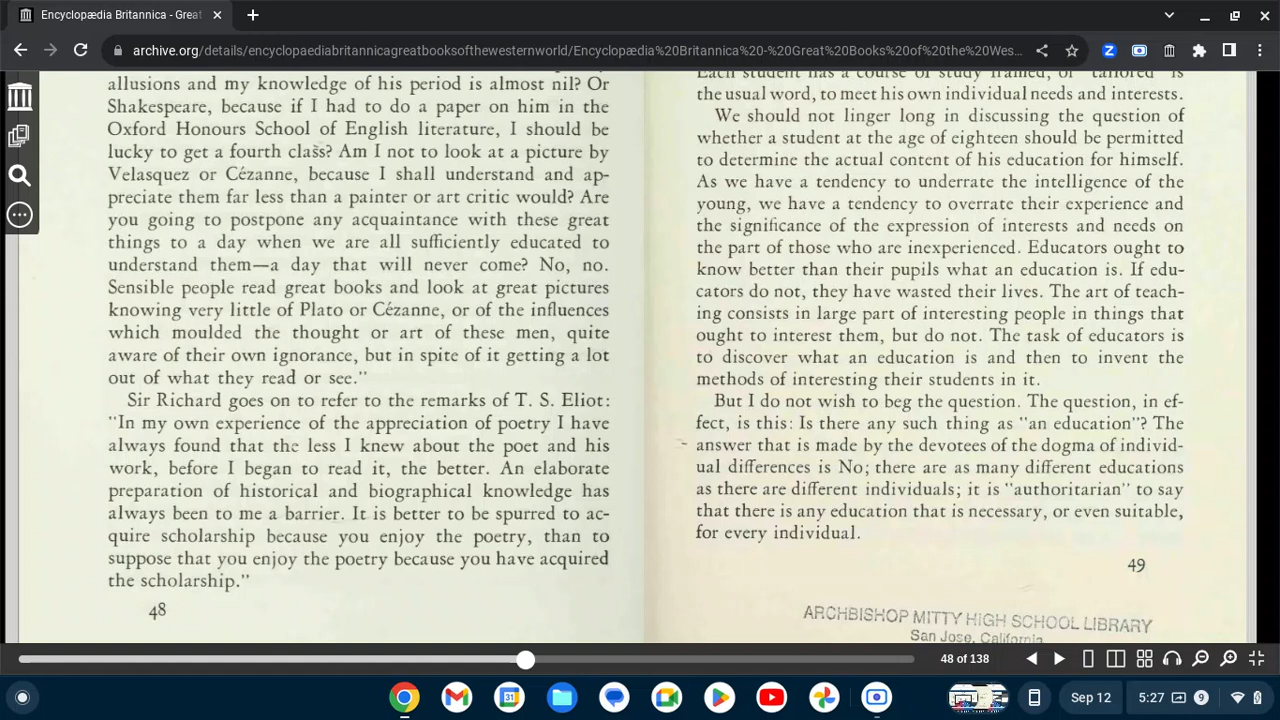 Encyclopædia Britannica - Great
archive.org/details/encyclopaediabritannicagreatbooksofthewesternworld/Encyclopædia%20Britannica%20-%20Great%20Books%20of%20the%20Wes...
allusions and my knowledge of his period is almost nil? Or
Shakespeare, because if I had to do a paper on him in the
Oxford Honours School of English literature, I should be
lucky to get a fourth class? Am I not to look at a picture by
Velasquez or Cézanne, because I shall understand and ap-
preciate them far less than a painter or art critic would? Are
you going to postpone any acquaintance with these great
things to a day when we are all sufficiently educated to
understand them—a day that will never come? No, no.
Sensible people read great books and look at great pictures
knowing very little of Plato or Cézanne, or of the influences
which moulded the thought or art of these men, quite
aware of their own ignorance, but in spite of it getting a lot
out of what they read or see."
Sir Richard goes on to refer to the remarks of T. S. Eliot:
"In my own experience of the appreciation of poetry I have
always found that the less I knew about the poet and his
work, before I began to read it, the better. An elaborate
preparation of historical and biographical knowledge has
always been to me a barrier. It is better to be spurred to ac-
quire scholarship because you enjoy the poetry, than to
suppose that you enjoy the poetry because you have acquired
the scholarship."
48
Each student has a course of study framed, or "tailored" is
the usual word, to meet his own individual needs and interests.
We should not linger long in discussing the question of
whether a student at the age of eighteen should be permitted
to determine the actual content of his education for himself.
As we have a tendency to underrate the intelligence of the
young, we have a tendency to overrate their experience and
the significance of the expression of interests and needs on
the part of those who are inexperienced. Educators ought to
know better than their pupils what an education is. If edu-
cators do not, they have wasted their lives. The art of teach-
ing consists in large part of interesting people in things that
ought to interest them, but do not. The task of educators is
to discover what an education is and then to invent the
methods of interesting their students in it.
But I do not wish to beg the question. The question, in ef-
fect, is this: Is there any such thing as "an education"? The
answer that is made by the devotees of the dogma of individ-
ual differences is No; there are as many different educations
as there are different individuals; it is "authoritarian" to say
that there is any education that is necessary, or even suitable,
for every individual.
49
ARCHBISHOP MITTY HIGH SCHOOL LIBRARY
San Jose, California
48 of 138
Sep 12
5:27
9